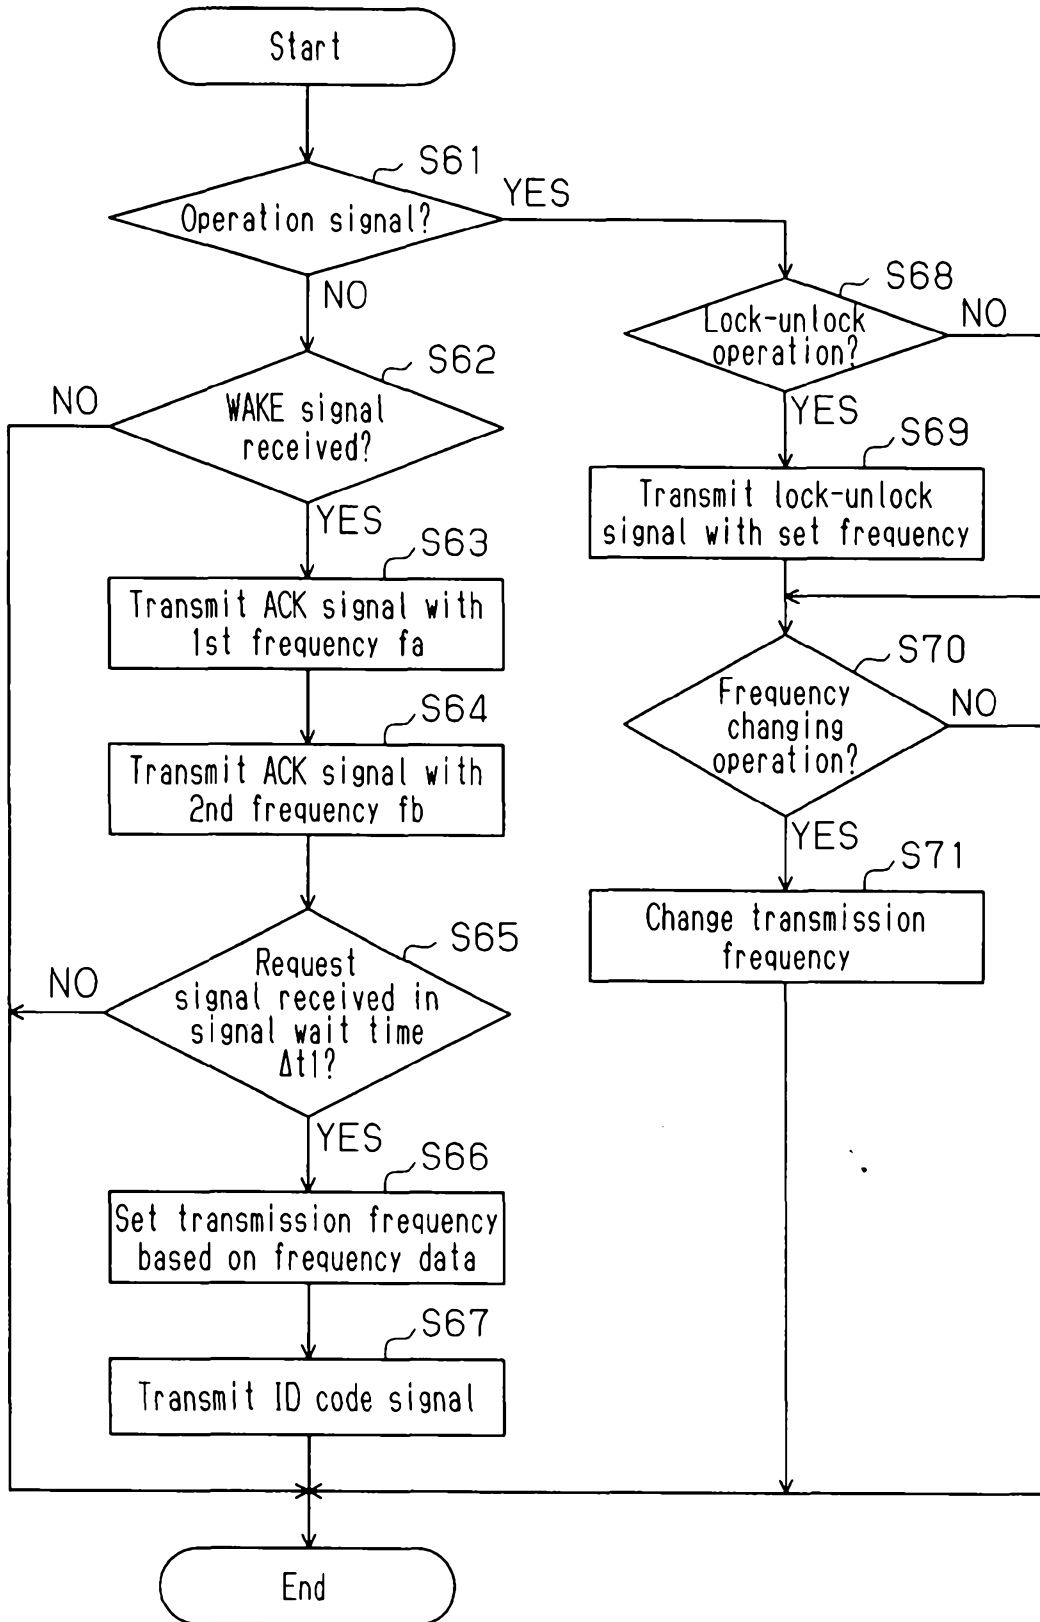 Start
S61
Operation signal?
YES
NO
S62
WAKE signal
received?
NO
YES
S63
Transmit ACK signal with
1st frequency fa
S64
Transmit ACK signal with
2nd frequency fb
S65
Request
signal received in
signal wait time
Δt1?
NO
YES
S66
Set transmission frequency
based on frequency data
S67
Transmit ID code signal
End
S68
Lock-unlock
operation?
NO
YES
S69
Transmit lock-unlock
signal with set frequency
S70
Frequency
changing
operation?
NO
YES
S71
Change transmission
frequency